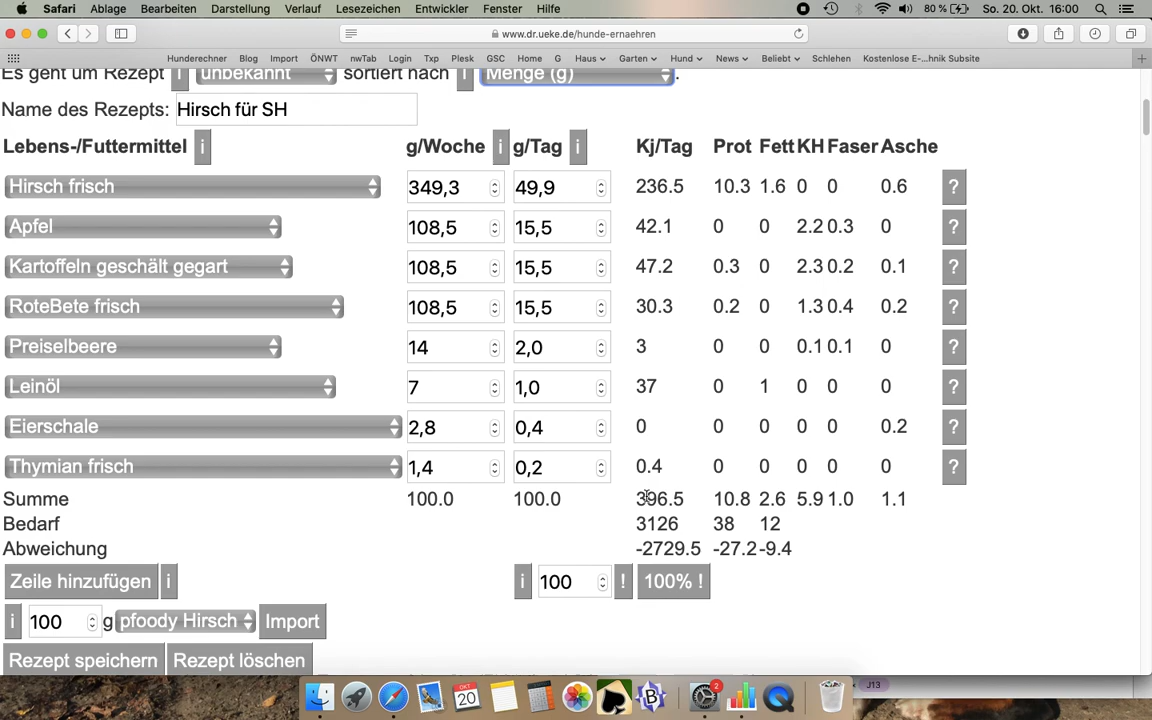 Safari Ablage Bearbeiten Darstellung Verlauf Lesezeichen Entwickler Fenster Hilfe 80 % So. 20. Okt. 16:00
www.dr.ueke.de/hunde-ernaehren
Hunderechner Blog Import ÖNWT nwTab Login Txp Plesk GSC Home G Haus Garten Hund News Beliebt Schlehen Kostenlose E-...hnik Subsite
Es geht um Rezept i unbekannt sortiert nach i Menge (g) .
Name des Rezepts: Hirsch für SH
Lebens-/Futtermittel i g/Woche i g/Tag i Kj/Tag Prot Fett KH Faser Asche
Hirsch frisch 349,3 49,9 236.5 10.3 1.6 0 0 0.6 ?
Apfel 108,5 15,5 42.1 0 0 2.2 0.3 0 ?
Kartoffeln geschält gegart 108,5 15,5 47.2 0.3 0 2.3 0.2 0.1 ?
RoteBete frisch 108,5 15,5 30.3 0.2 0 1.3 0.4 0.2 ?
Preiselbeere 14 2,0 3 0 0 0.1 0.1 0 ?
Leinöl 7 1,0 37 0 1 0 0 0 ?
Eierschale 2,8 0,4 0 0 0 0 0 0.2 ?
Thymian frisch 1,4 0,2 0.4 0 0 0 0 0 ?
Summe 100.0 100.0 396.5 10.8 2.6 5.9 1.0 1.1
Bedarf 3126 38 12
Abweichung -2729.5 -27.2 -9.4
Zeile hinzufügen i i 100 ! 100% !
i 100 g pfoody Hirsch Import
Rezept speichern Rezept löschen
J13
OKT
20
B
2